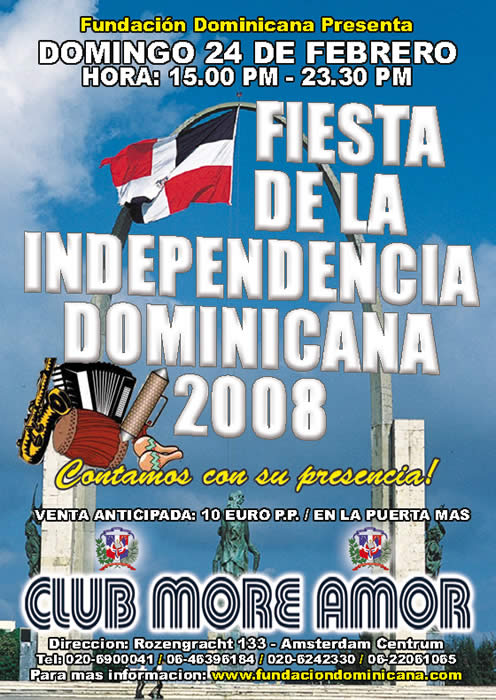 Fundación Dominicana Presenta
DOMINGO 24 DE FEBRERO
HORA: 15.00 PM - 23.30 PM
FIESTA
DE LA
INDEPENDENCIA
DOMINICANA
2008
Contamos con su presencia!
VENTA ANTICIPADA: 10 EURO P.P. / EN LA PUERTA MAS
CLUB MORE AMOR
Direccion: Rozengracht 133 - Amsterdam Centrum
Tel: 020-6900041 / 06-46396184 / 020-6242330 / 06-22061065
Para mas informacion: www.fundaciondominicana.com